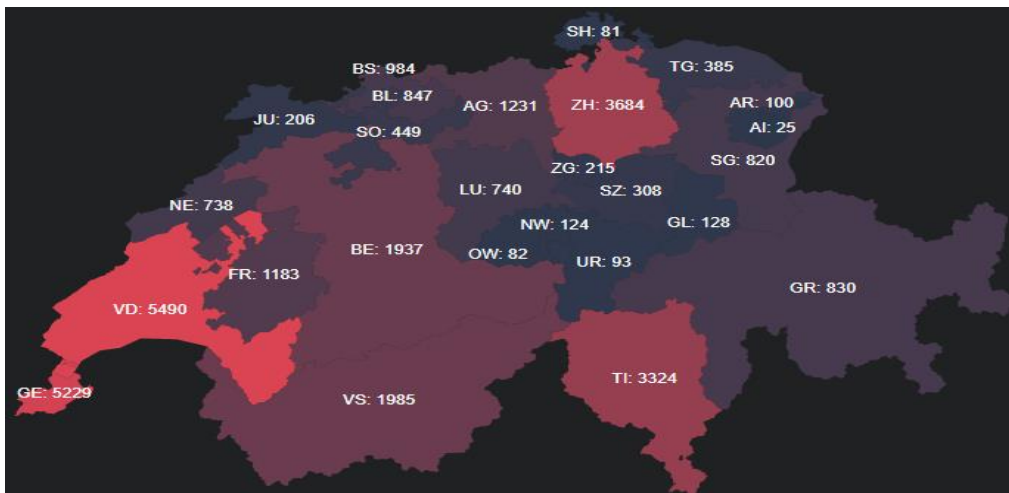 SH: 81
TG: 385
BS: 984
BL: 847
AG: 1231
ZH: 3684
AR: 100
JU: 206
SO: 449
AI: 25
ZG: 215
SG: 820
LU: 740
SZ: 308
NE: 738
NW: 124
GL: 128
BE: 1937
OW: 82
UR: 93
FR: 1183
GR: 830
VD: 5490
TI: 3324
GE: 5229
VS: 1985